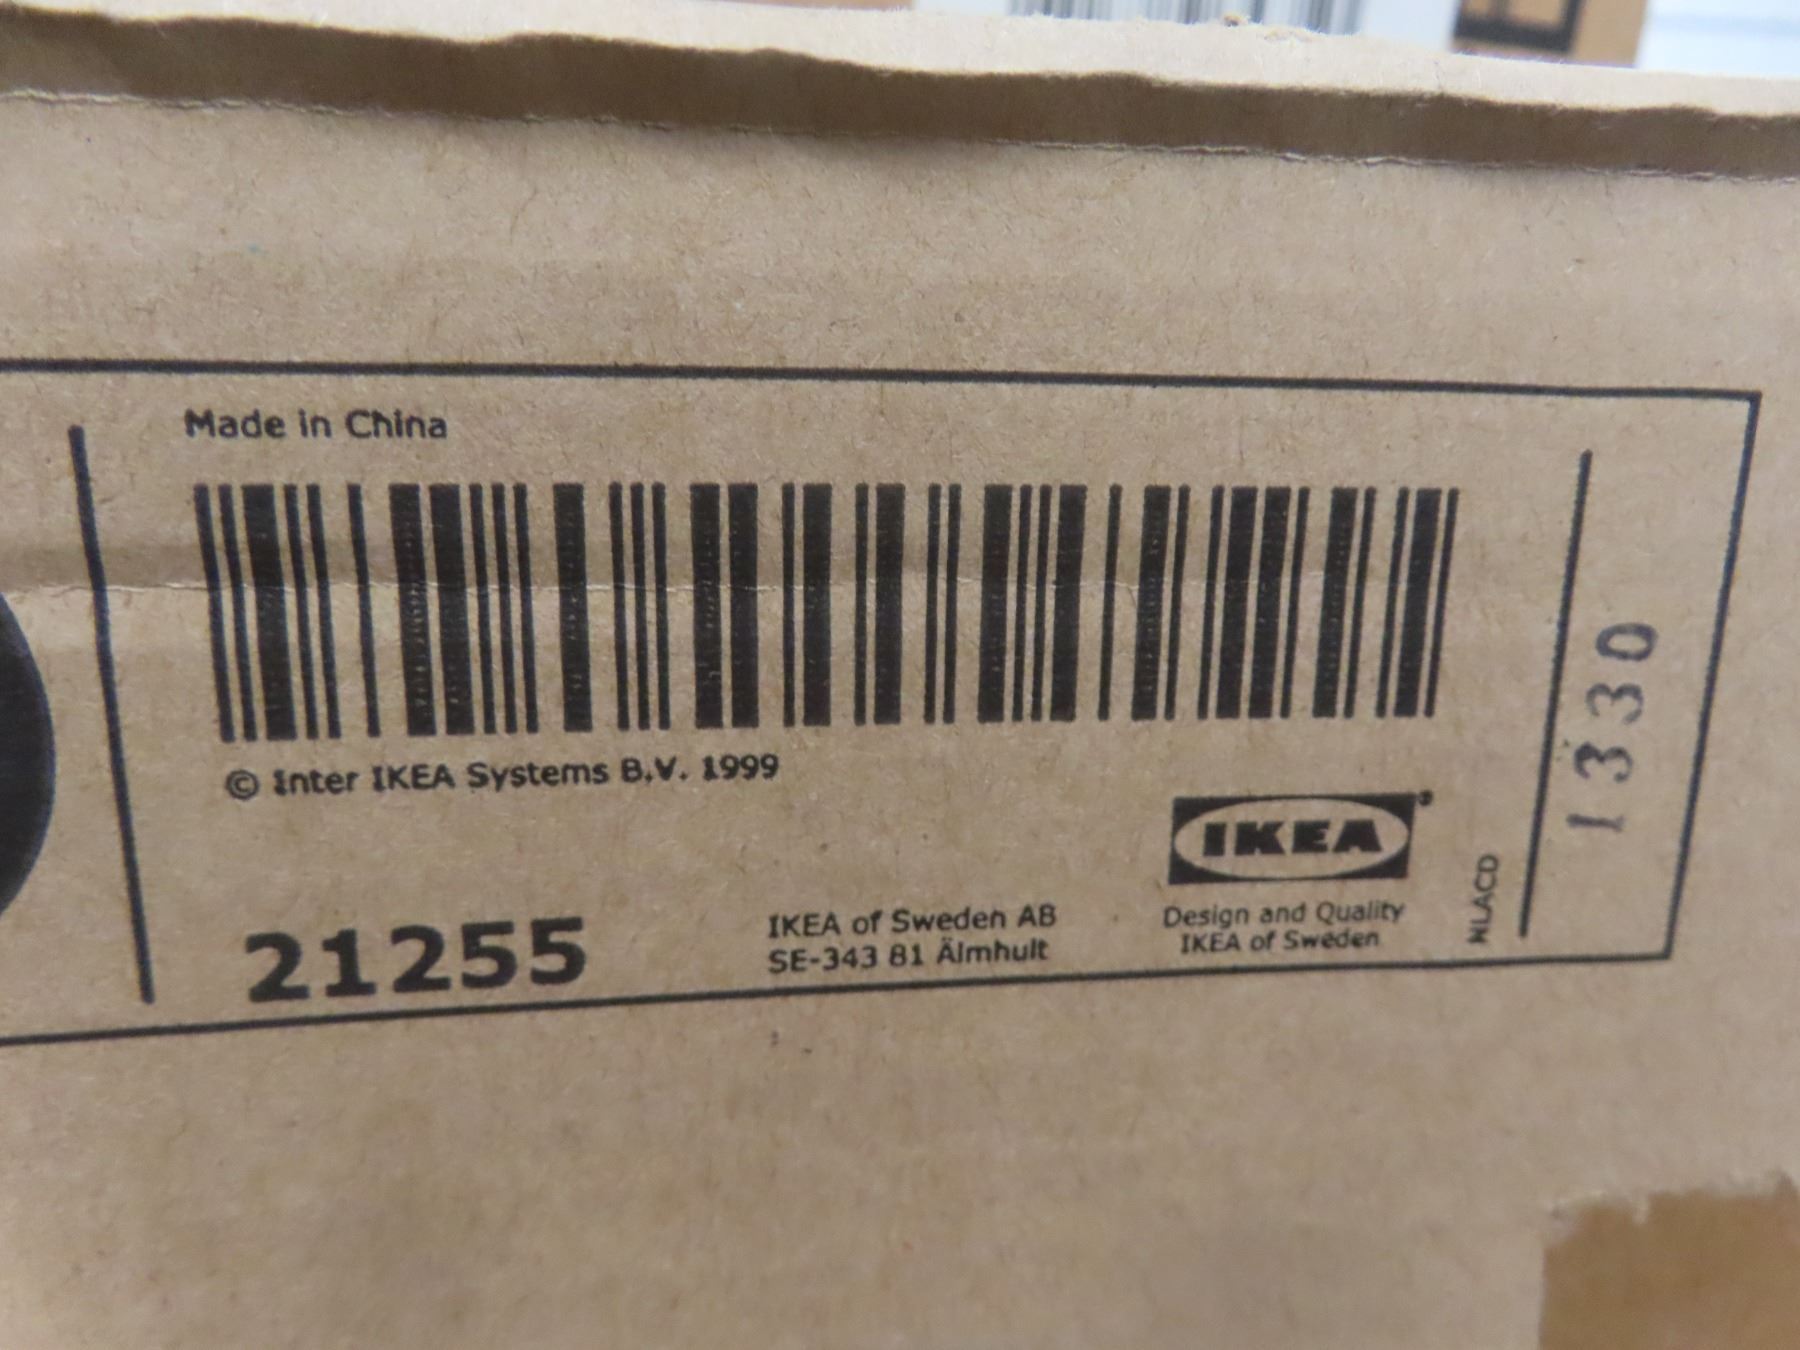 Made in China
© Inter IKEA Systems B.V. 1999
21255
IKEA of Sweden AB
SE-343 81 Älmhult
IKEA
Design and Quality
IKEA of Sweden
NLACD
1330